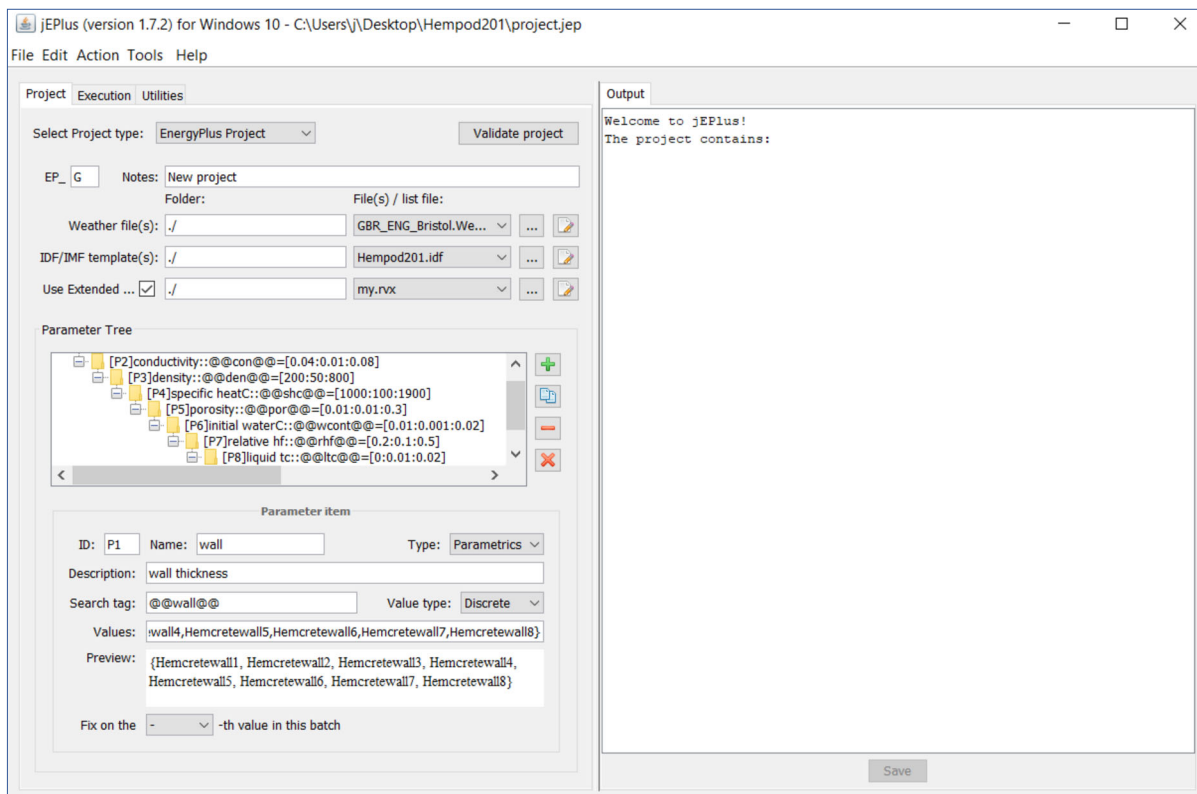 jEPlus (version 1.7.2) for Windows 10 - C:\Users\j\Desktop\Hempod201\project.jep
File Edit Action Tools Help
Project Execution Utilities
Select Project type: EnergyPlus Project Validate project
EP_ G Notes: New project
Folder: File(s) / list file:
Weather file(s): ./ GBR_ENG_Bristol.We... ...
IDF/IMF template(s): ./ Hempod201.idf ...
Use Extended ... ./ my.rvx ...
Parameter Tree
[P2]conductivity::@@con@@=[0.04:0.01:0.08]
[P3]density::@@den@@=[200:50:800]
[P4]specific heatC::@@shc@@=[1000:100:1900]
[P5]porosity::@@por@@=[0.01:0.01:0.3]
[P6]initial waterC::@@wcont@@=[0.01:0.001:0.02]
[P7]relative hf::@@rhf@@=[0.2:0.1:0.5]
[P8]liquid tc::@@ltc@@=[0:0.01:0.02]
Parameter item
ID: P1 Name: wall Type: Parametrics
Description: wall thickness
Search tag: @@wall@@ Value type: Discrete
Values: wall4,Hemcretewall5,Hemcretewall6,Hemcretewall7,Hemcretewall8}
Preview: {Hemcretewall1, Hemcretewall2, Hemcretewall3, Hemcretewall4,
Hemcretewall5, Hemcretewall6, Hemcretewall7, Hemcretewall8}
Fix on the - -th value in this batch
Output
Welcome to jEPlus!
The project contains:
Save